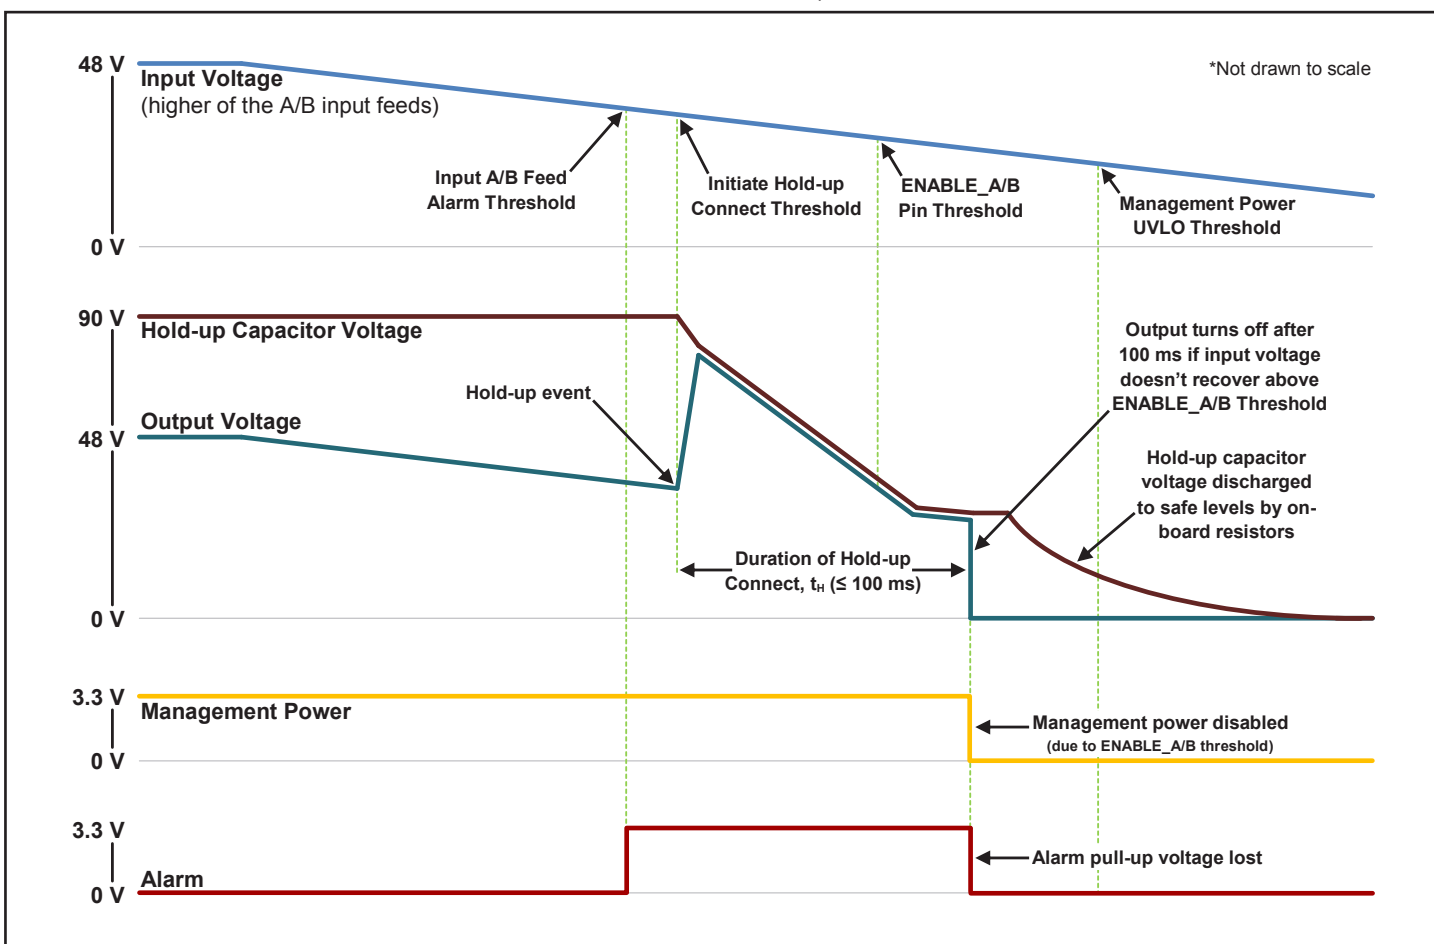 *Not drawn to scale
48 V
Input Voltage
(higher of the A/B input feeds)
Input A/B Feed
Alarm Threshold
Initiate Hold-up
Connect Threshold
ENABLE_A/B
Pin Threshold
Management Power
UVLO Threshold
0 V
90 V
Hold-up Capacitor Voltage
Output turns off after
100 ms if input voltage
doesn't recover above
ENABLE_A/B Threshold
Hold-up event
Output Voltage
48 V
Hold-up capacitor
voltage discharged
to safe levels by on-
board resistors
Duration of Hold-up
Connect, tH (≤ 100 ms)
0 V
3.3 V
Management Power
Management power disabled
(due to ENABLE_A/B threshold)
0 V
3.3 V
Alarm pull-up voltage lost
Alarm
0 V